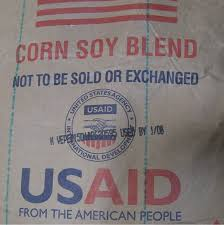 CORN SOY BLEND
NOT TO BE SOLD OR EXCHANGED
UNITED STATES AGENCY
USAID
USED BY 1/08
INTERNATIONAL DEVELOPMENT
USAID
FROM THE AMERICAN PEOPLE